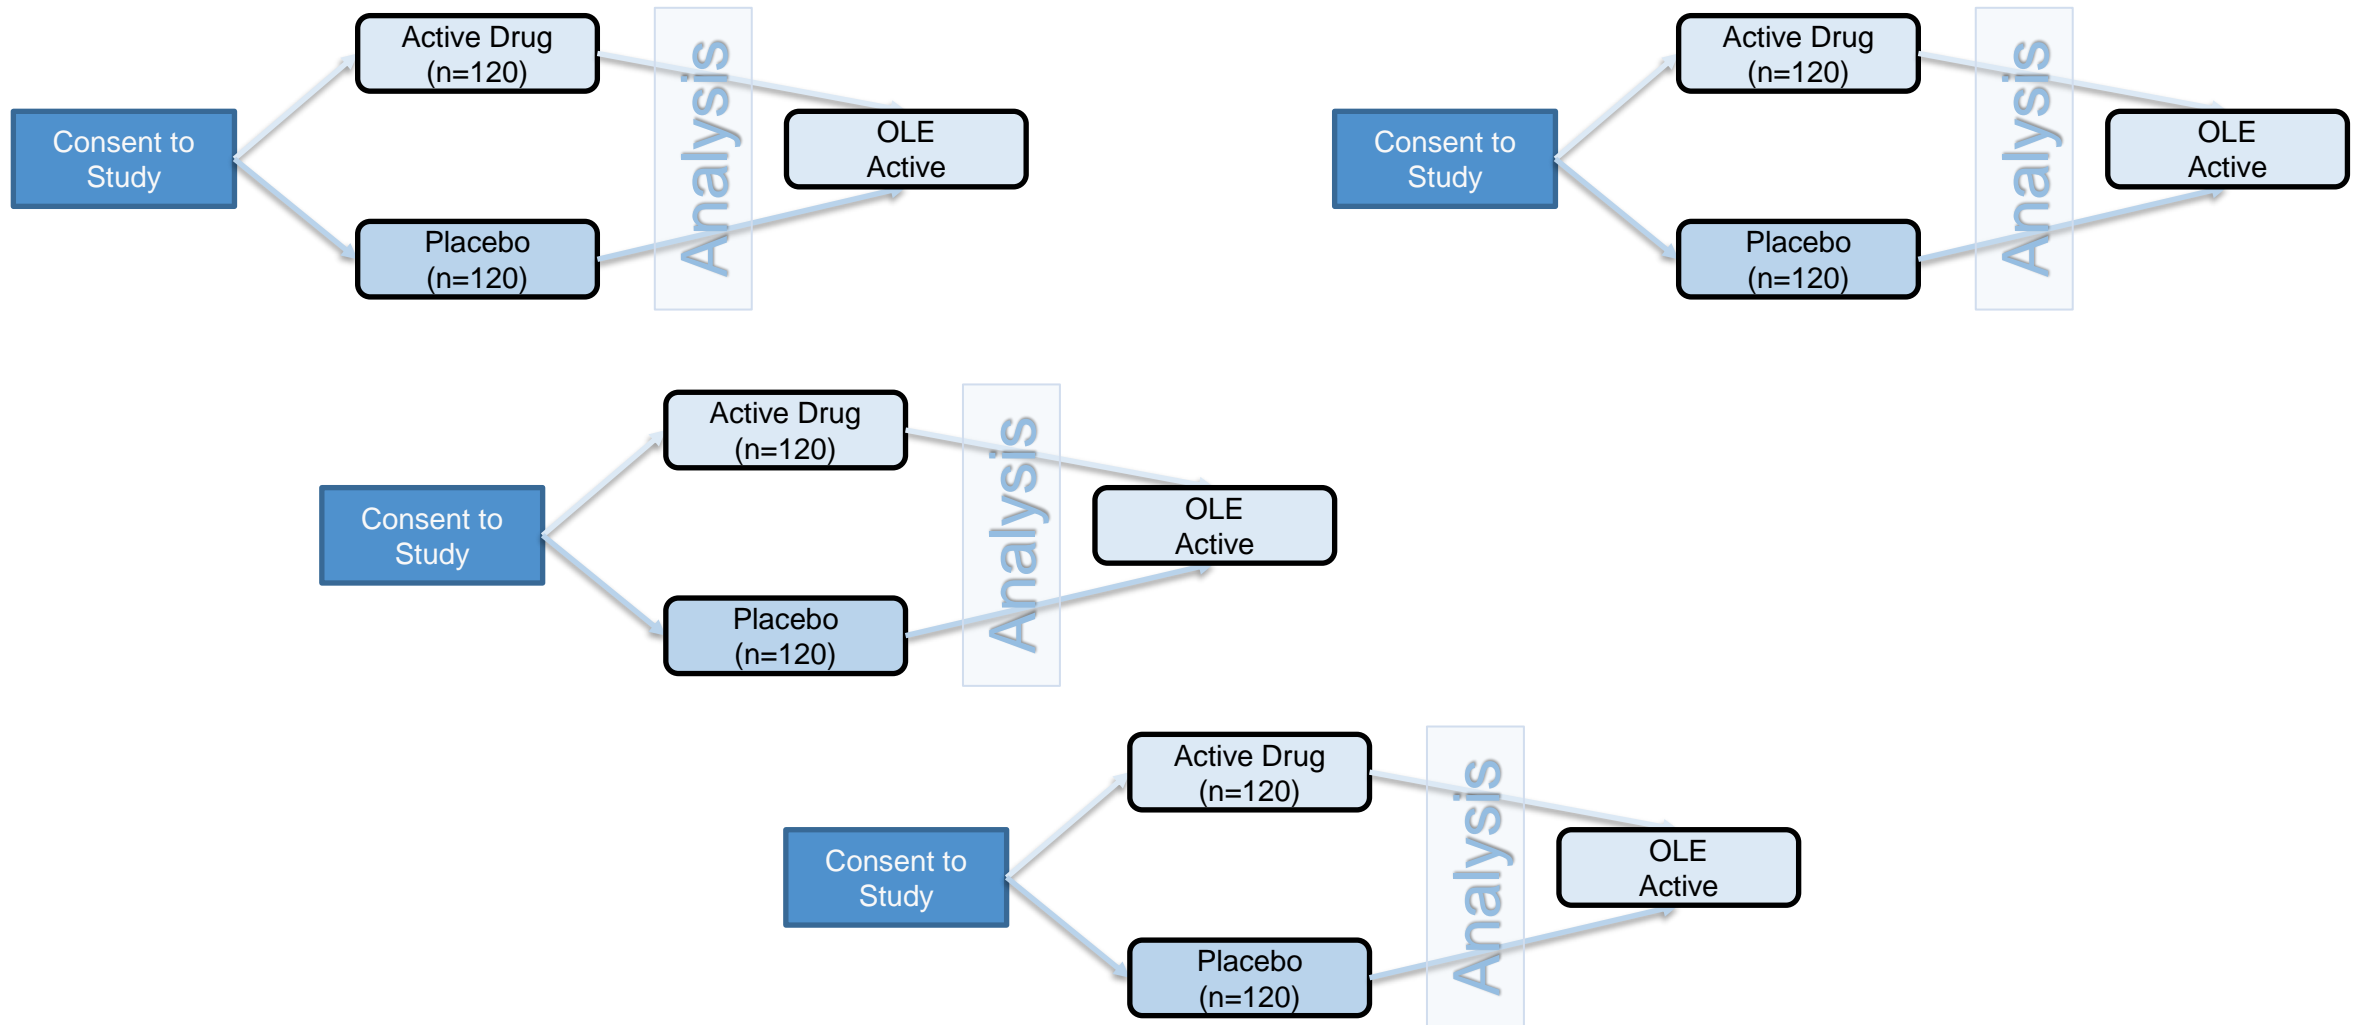 Active Drug
(n=120)
Consent to
Study
Placebo
(n=120)
Analysis
OLE
Active
Active Drug
(n=120)
Consent to
Study
Placebo
(n=120)
Analysis
OLE
Active
Active Drug
(n=120)
Consent to
Study
Placebo
(n=120)
Analysis
OLE
Active
Active Drug
(n=120)
Consent to
Study
Placebo
(n=120)
Analysis
OLE
Active